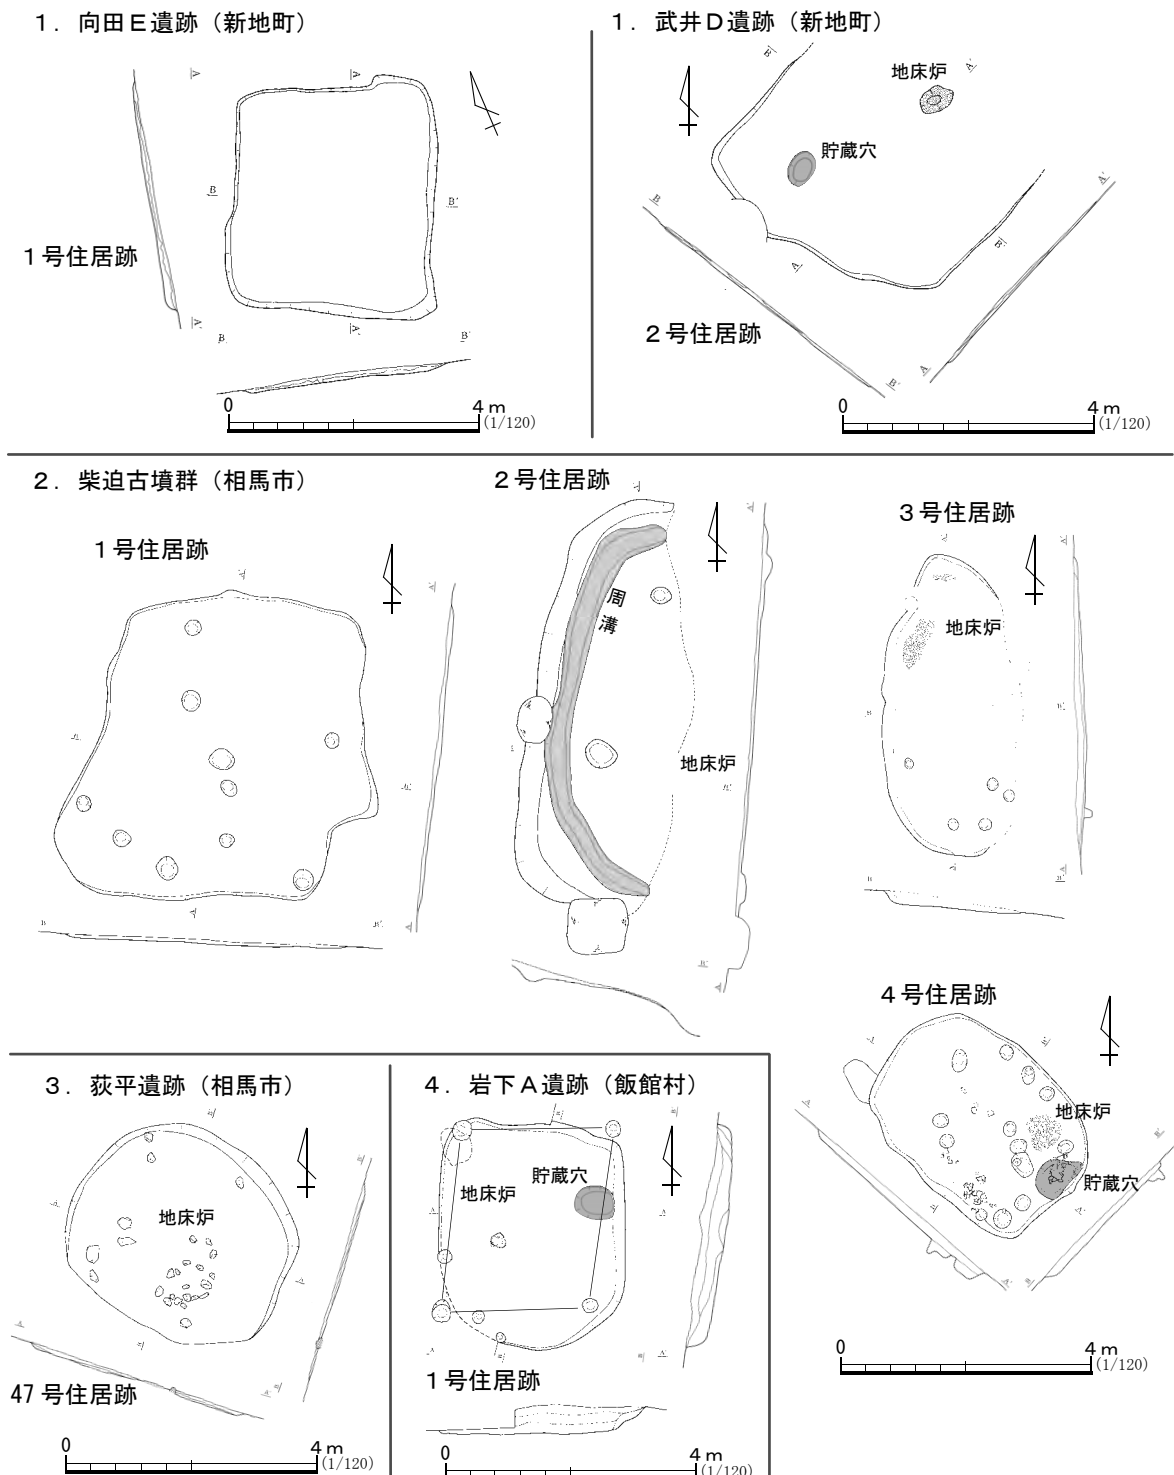 １．向田Ｅ遺跡（新地町）
１号住居跡
A
A
A'
A'
B
B'
B
B'
0 4 m
(1/120)
１．武井Ｄ遺跡（新地町）
地床炉
貯蔵穴
２号住居跡
B'
A'
B
A'
B
A
A
B'
0 4 m
(1/120)
２．柴迫古墳群（相馬市）
１号住居跡
２号住居跡
周溝
地床炉
３号住居跡
地床炉
４号住居跡
地床炉
貯蔵穴
0 4 m
(1/120)
３．荻平遺跡（相馬市）
地床炉
47 号住居跡
0 4 m
(1/120)
４．岩下Ａ遺跡（飯館村）
貯蔵穴
地床炉
１号住居跡
0 4 m
(1/120)